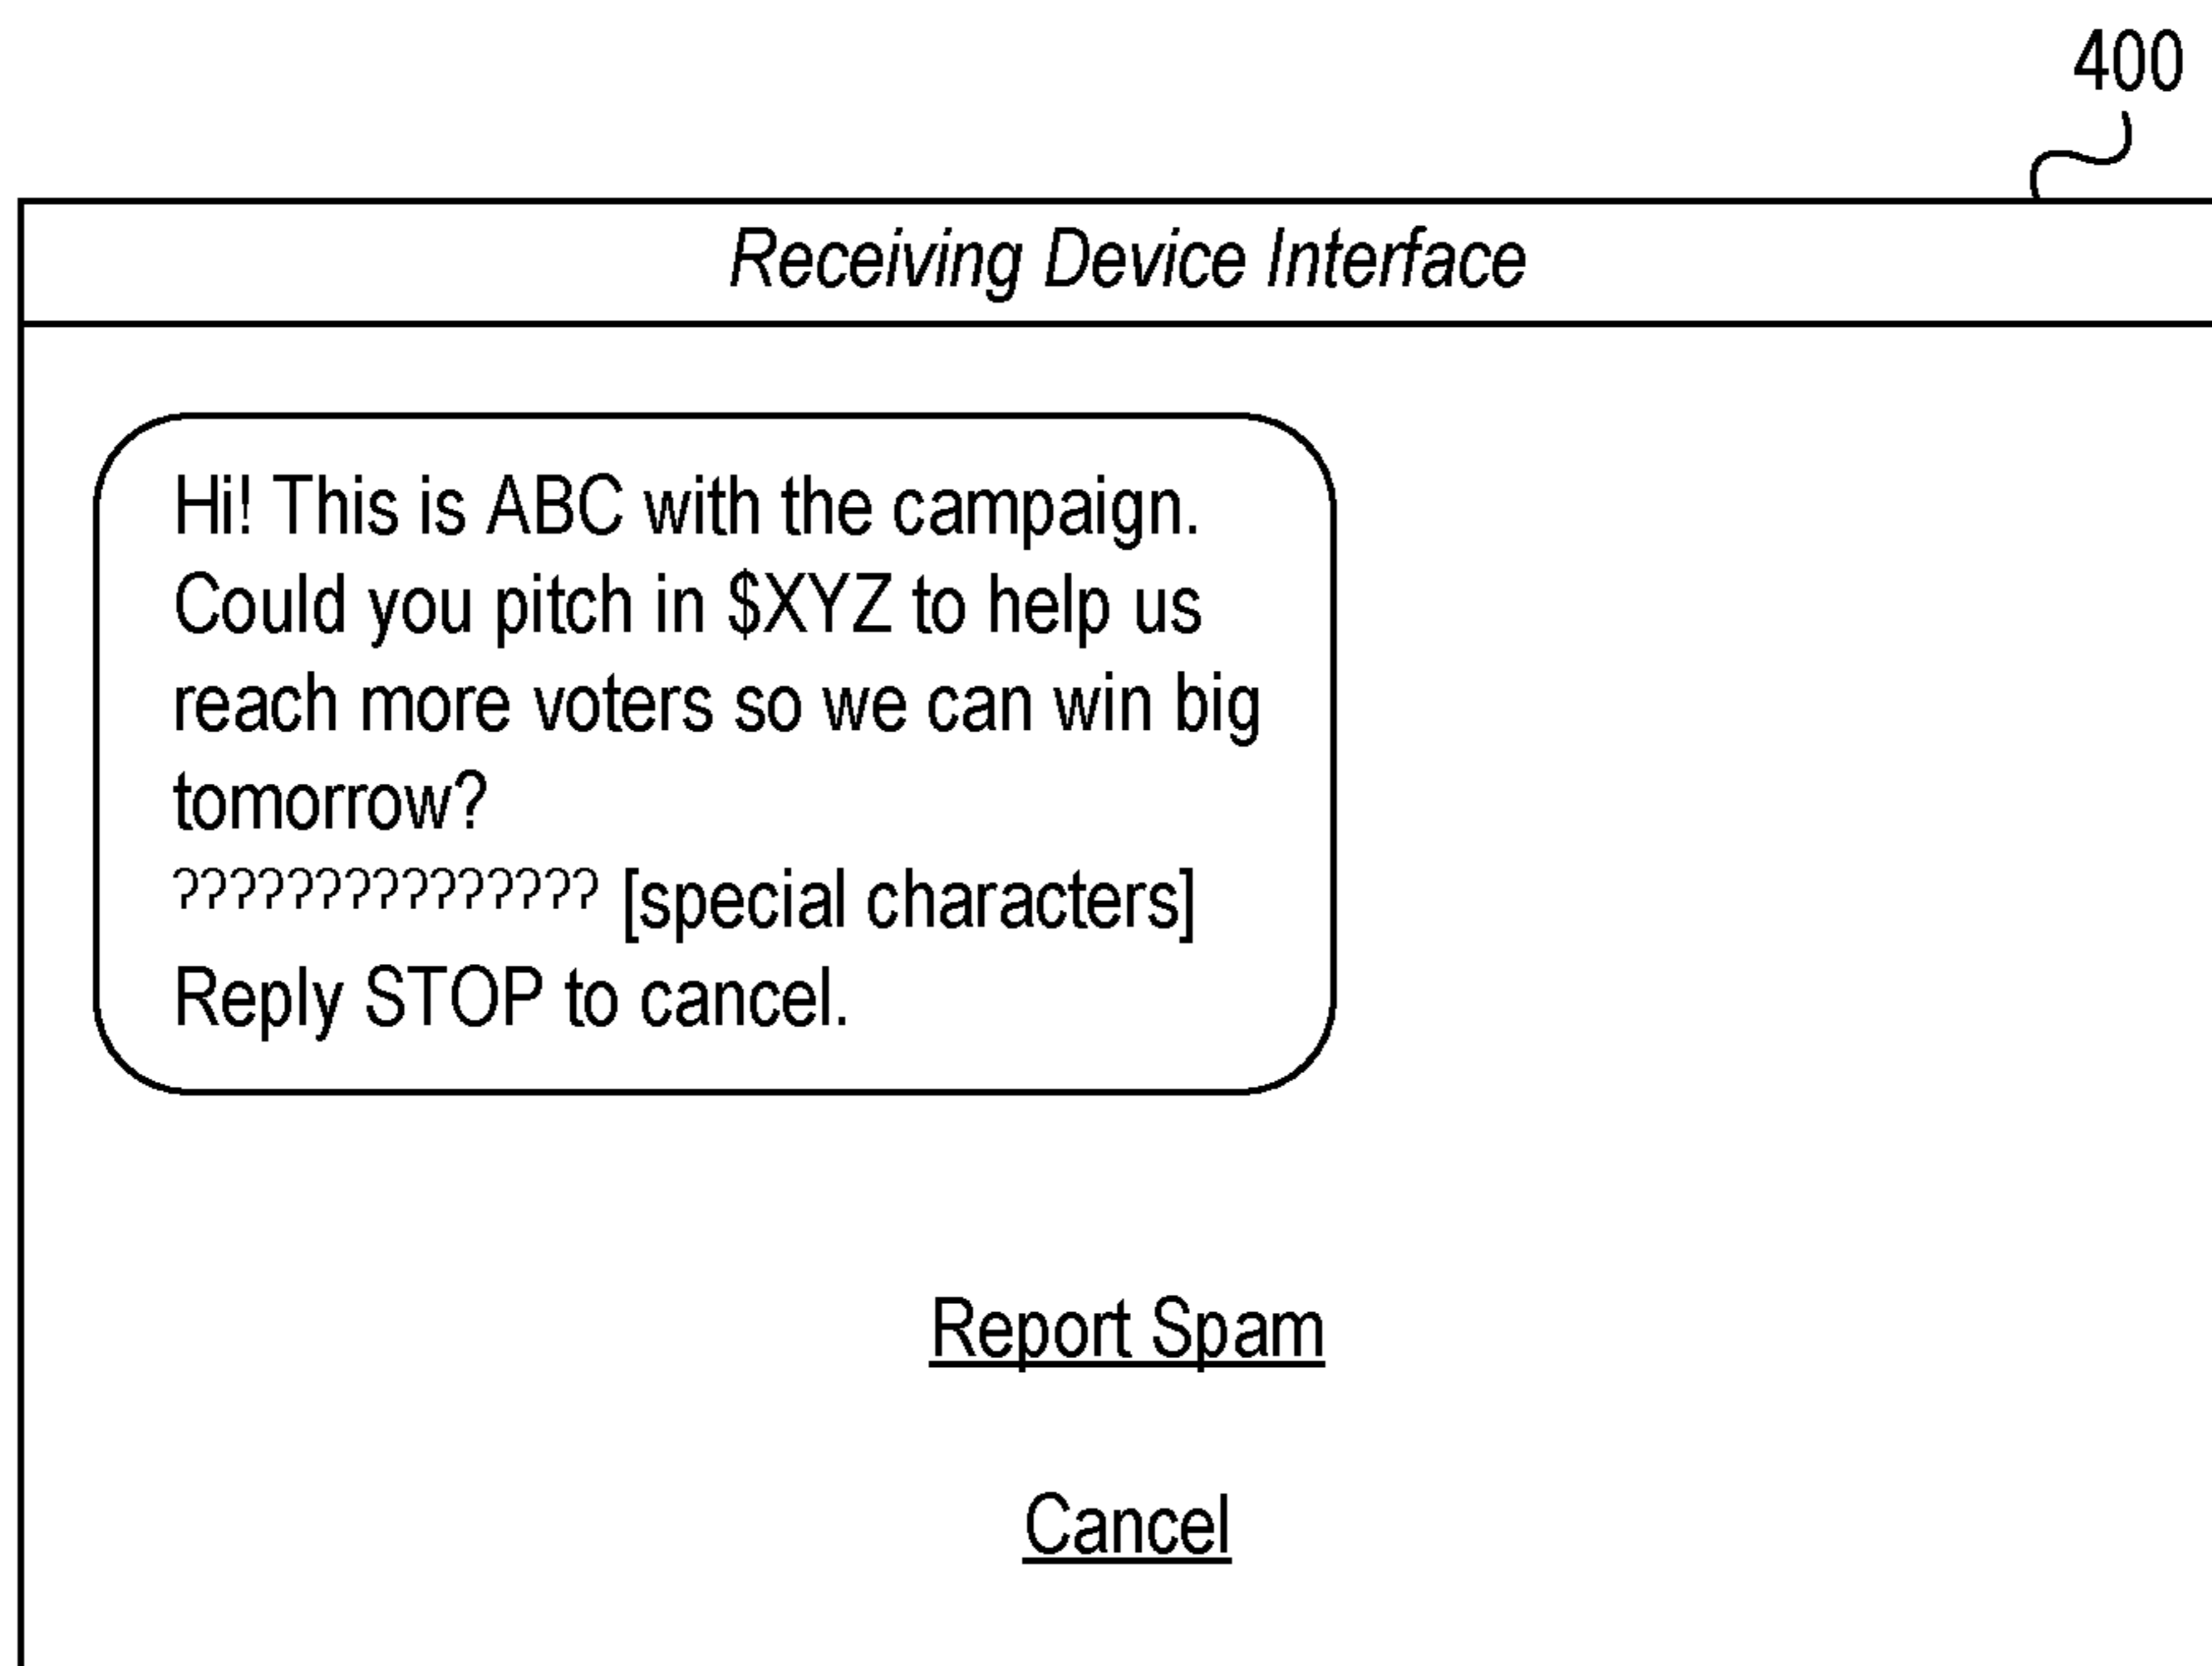 400
Receiving Device Interface
Hi! This is ABC with the campaign.
Could you pitch in $XYZ to help us
reach more voters so we can win big
tomorrow?
??????????????? [special characters]
Reply STOP to cancel.
Report Spam
Cancel